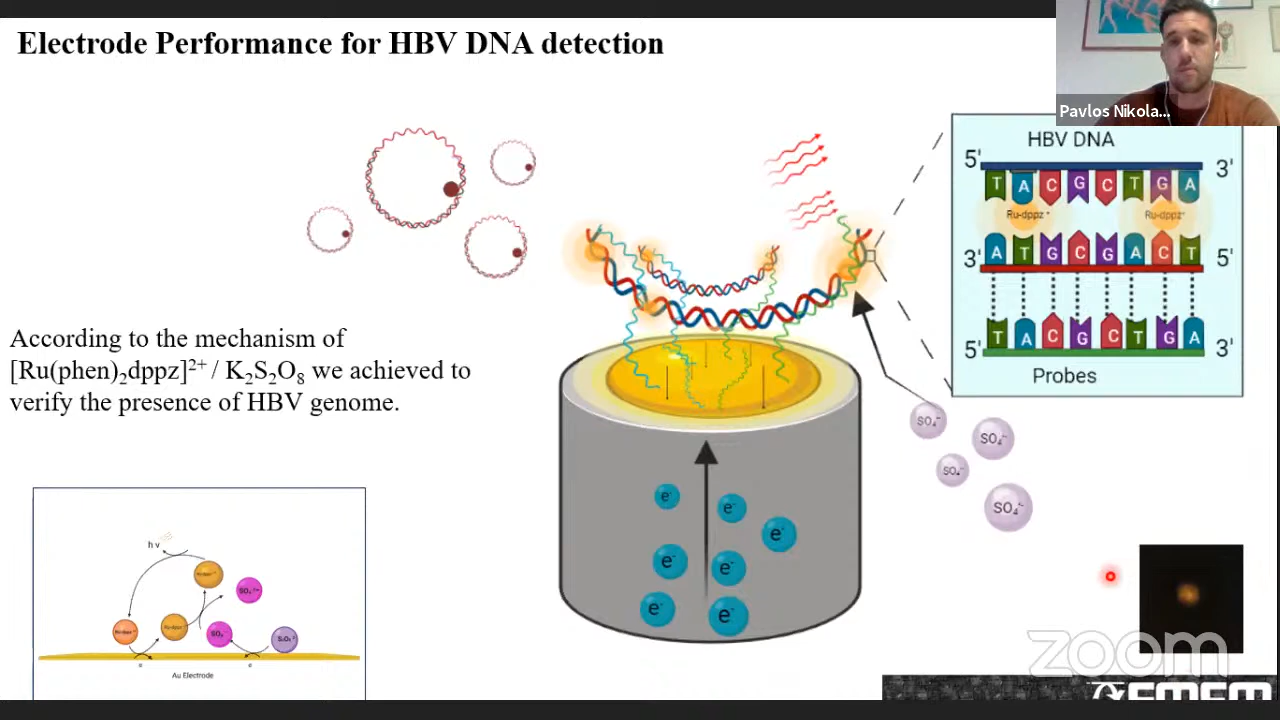 Electrode Performance for HBV DNA detection
Pavlos Nikola...
HBV DNA
5'
3'
T A C G C T G A
Ru-dppz⁺
Ru-dppz⁺
3'
A T G C G A C T
5'
5'
T A C G C T G A
3'
Probes
According to the mechanism of
[Ru(phen)₂dppz]²⁺ / K₂S₂O₈ we achieved to
verify the presence of HBV genome.
SO₄⁻
SO₄⁻
SO₄⁻
SO₄⁻
e⁻
e⁻
e⁻
e⁻
e⁻
e⁻
e⁻
h v
e
e
Au Electrode
zoom